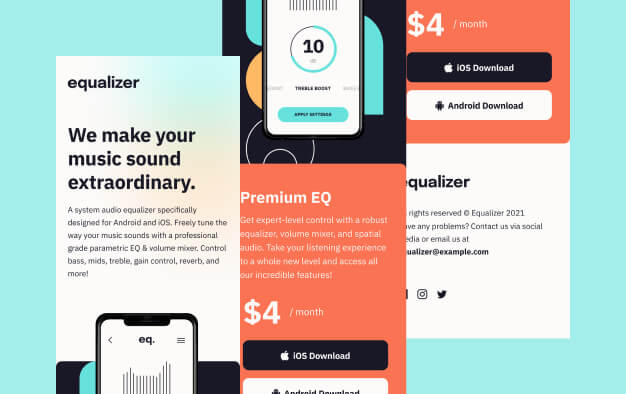 equalizer
We make your
music sound
extraordinary.
A system audio equalizer specifically
designed for Android and iOS. Freely tune the
way your music sounds with a professional
grade parametric EQ & volume mixer. Control
bass, mids, treble, gain control, reverb, and
more!
eq.
10
TREBLE BOOST
APPLY SETTINGS
Premium EQ
Get expert-level control with a robust
equalizer, volume mixer, and spatial
audio. Take your listening experience
to a whole new level and access all
our incredible features!
$4 / month
iOS Download
Android Download
$4 / month
iOS Download
Android Download
equalizer
rights reserved © Equalizer 2021
any problems? Contact us via social
or email us at
@example.com